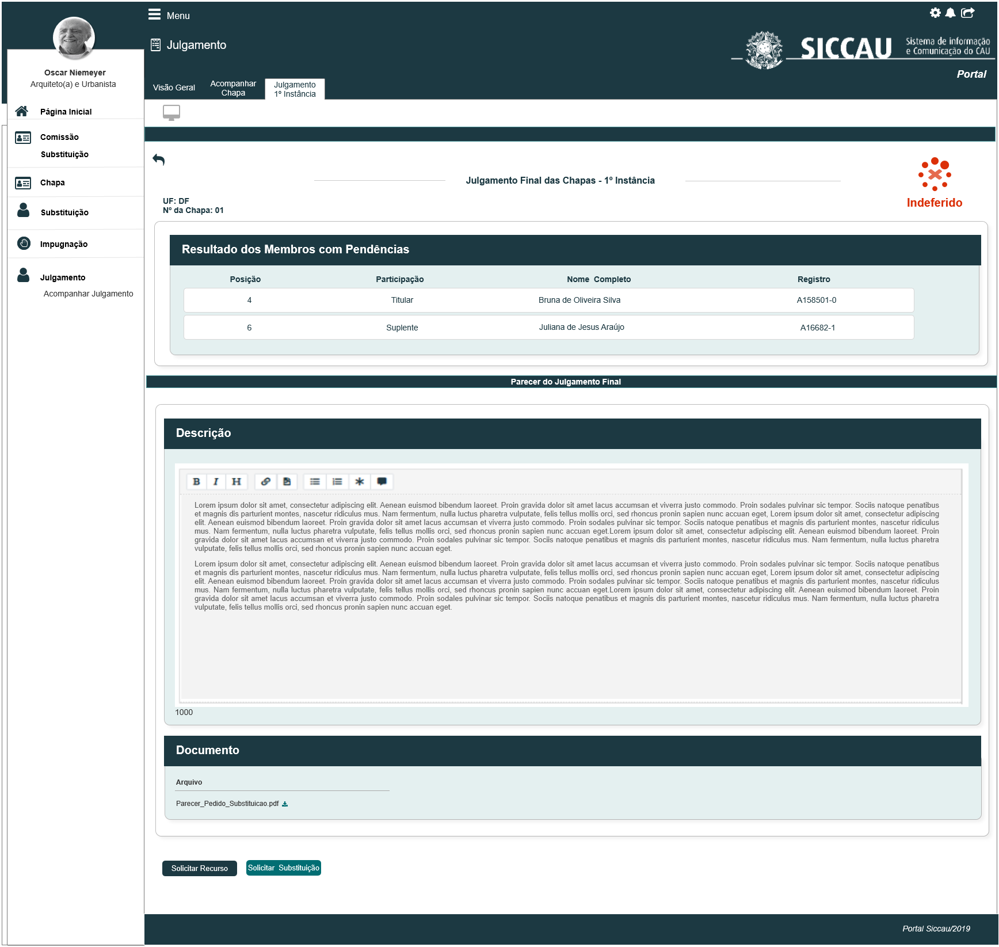 Menu
Julgamento
SICCAU
Sistema de informação
e Comunicação do CAU
Portal
Oscar Niemeyer
Arquiteto(a) e Urbanista
Visão Geral
Acompanhar
Chapa
Julgamento
1º Instância
Página Inicial
Comissão
Substituição
Chapa
Substituição
Impugnação
Julgamento
Acompanhar Julgamento
Julgamento Final das Chapas - 1º Instância
Indeferido
UF: DF
Nº da Chapa: 01
Resultado dos Membros com Pendências
Posição Participação Nome Completo Registro
4 Titular Bruna de Oliveira Silva A158501-0
6 Suplente Juliana de Jesus Araújo A16682-1
Parecer do Julgamento Final
Descrição
B I H
Lorem ipsum dolor sit amet, consectetur adipiscing elit. Aenean euismod bibendum laoreet. Proin gravida dolor sit amet lacus accumsan et viverra justo commodo. Proin sodales pulvinar sic tempor. Sociis natoque penatibus
et magnis dis parturient montes, nascetur ridiculus mus. Nam fermentum, nulla luctus pharetra vulputate, felis tellus mollis orci, sed rhoncus pronin sapien nunc accuan eget, Lorem ipsum dolor sit amet, consectetur adipiscing
elit. Aenean euismod bibendum laoreet. Proin gravida dolor sit amet lacus accumsan et viverra justo commodo. Proin sodales pulvinar sic tempor. Sociis natoque penatibus et magnis dis parturient montes, nascetur ridiculus
mus. Nam fermentum, nulla luctus pharetra vulputate, felis tellus mollis orci, sed rhoncus pronin sapien nunc accuan eget.Lorem ipsum dolor sit amet, consectetur adipiscing elit. Aenean euismod bibendum laoreet. Proin
gravida dolor sit amet lacus accumsan et viverra justo commodo. Proin sodales pulvinar sic tempor. Sociis natoque penatibus et magnis dis parturient montes, nascetur ridiculus mus. Nam fermentum, nulla luctus pharetra
vulputate, felis tellus mollis orci, sed rhoncus pronin sapien nunc accuan eget.
Lorem ipsum dolor sit amet, consectetur adipiscing elit. Aenean euismod bibendum laoreet. Proin gravida dolor sit amet lacus accumsan et viverra justo commodo. Proin sodales pulvinar sic tempor. Sociis natoque penatibus
et magnis dis parturient montes, nascetur ridiculus mus. Nam fermentum, nulla luctus pharetra vulputate, felis tellus mollis orci, sed rhoncus pronin sapien nunc accuan eget, Lorem ipsum dolor sit amet, consectetur adipiscing
elit. Aenean euismod bibendum laoreet. Proin gravida dolor sit amet lacus accumsan et viverra justo commodo. Proin sodales pulvinar sic tempor. Sociis natoque penatibus et magnis dis parturient montes, nascetur ridiculus
mus. Nam fermentum, nulla luctus pharetra vulputate, felis tellus mollis orci, sed rhoncus pronin sapien nunc accuan eget.Lorem ipsum dolor sit amet, consectetur adipiscing elit. Aenean euismod bibendum laoreet. Proin
gravida dolor sit amet lacus accumsan et viverra justo commodo. Proin sodales pulvinar sic tempor. Sociis natoque penatibus et magnis dis parturient montes, nascetur ridiculus mus. Nam fermentum, nulla luctus pharetra
vulputate, felis tellus mollis orci, sed rhoncus pronin sapien nunc accuan eget.
1000
Documento
Arquivo
Parecer_Pedido_Substituicao.pdf
Solicitar Recurso
Solicitar Substituição
Portal Siccau/2019